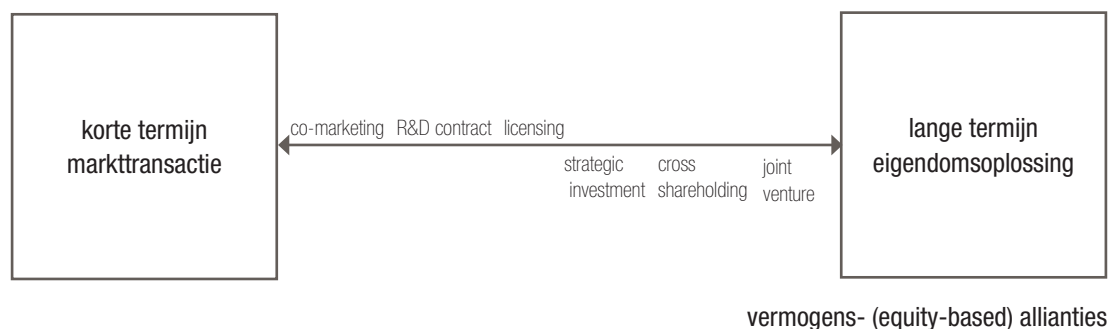 korte termijn
markttransactie
co-marketing R&D contract licensing
strategic cross joint
investment shareholding venture
lange termijn
eigendomsoplossing
vermogens- (equity-based) allianties